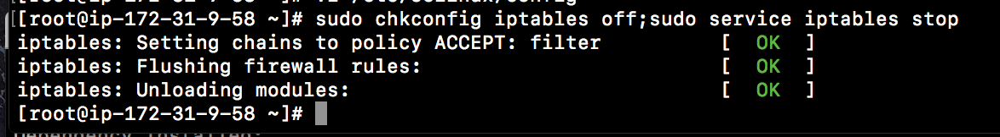 [root@ip-172-31-9-58 ~]# sudo chkconfig iptables off;sudo service iptables stop
iptables: Setting chains to policy ACCEPT: filter [ OK ]
iptables: Flushing firewall rules: [ OK ]
iptables: Unloading modules: [ OK ]
[root@ip-172-31-9-58 ~]#